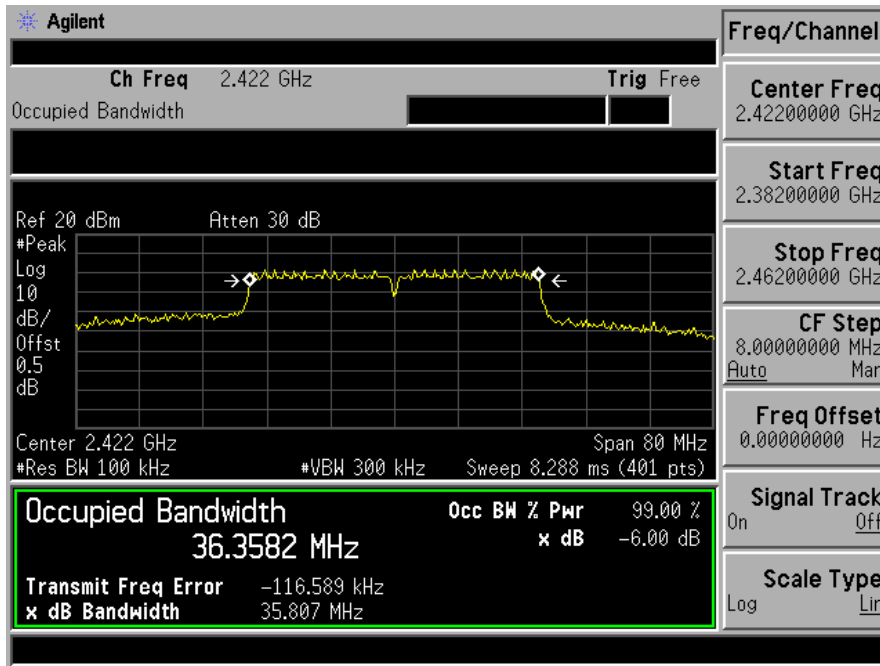 Agilent
Freq/Channel
Ch Freq 2.422 GHz Trig Free
Occupied Bandwidth
Center Freq
2.42200000 GHz
Start Freq
2.38200000 GHz
Stop Freq
2.46200000 GHz
CF Step
8.00000000 MHz
Auto Man
Freq Offset
0.00000000 Hz
Signal Track
On Off
Scale Type
Log Lin
Ref 20 dBm Atten 30 dB
#Peak
Log
10
dB/
Offst
0.5
dB
Center 2.422 GHz Span 80 MHz
#Res BW 100 kHz #VBW 300 kHz Sweep 8.288 ms (401 pts)
Occupied Bandwidth
36.3582 MHz
Occ BW % Pwr 99.00 %
x dB -6.00 dB
Transmit Freq Error -116.589 kHz
x dB Bandwidth 35.807 MHz